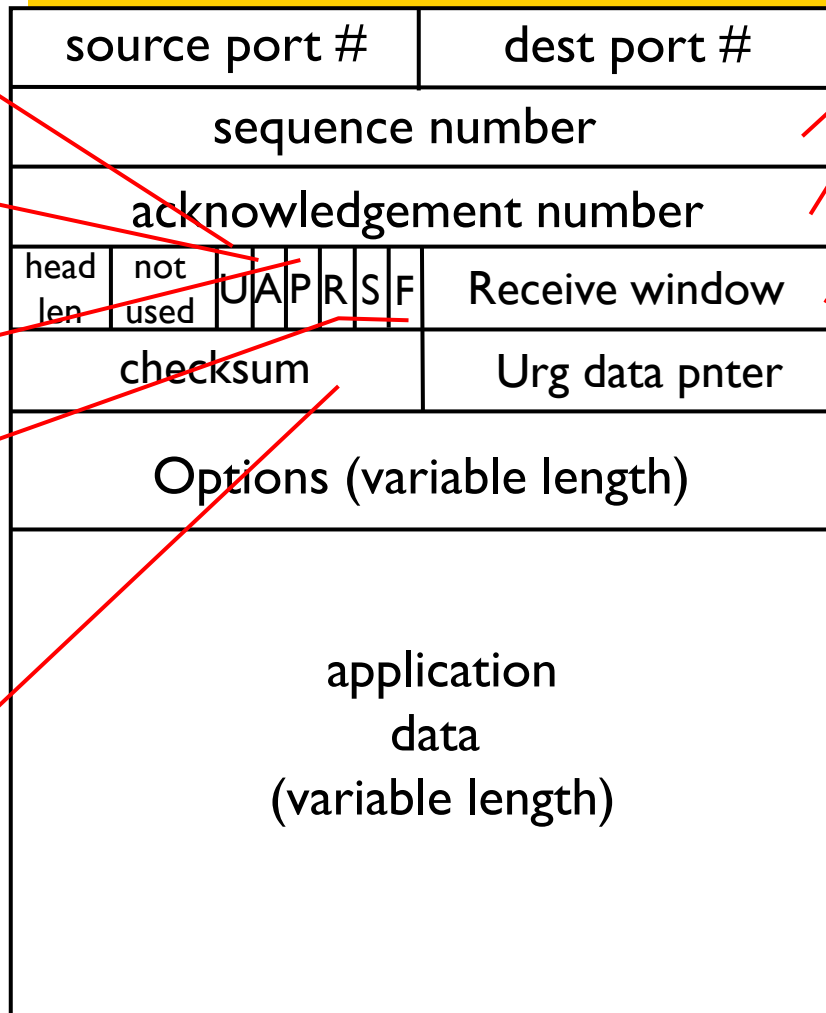 source port # dest port #
sequence number
acknowledgement number
head not U A P R S F Receive window
len used
checksum Urg data pnter
Options (variable length)
application
data
(variable length)